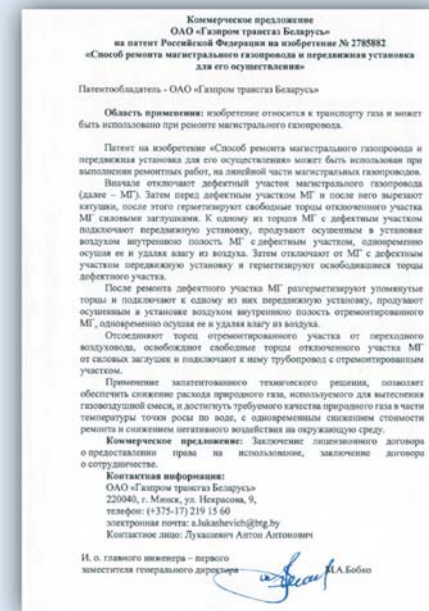 Коммерческое предложение
ОАО «Газпром трансгаз Беларусь»
на патент Российской Федерации на изобретение № 2785882
«Способ ремонта магистрального газопровода и передвижная установка
для его осуществления»
Патентообладатель - ОАО «Газпром трансгаз Беларусь»
Область применения: изобретение относится к транспорту газа и может
быть использовано при ремонте магистрального газопровода.
Патент на изобретение «Способ ремонта магистрального газопровода и
передвижная установка для его осуществления» может быть использован при
выполнении ремонтных работ, на линейной части магистральных газопроводов.
Вначале отключают дефектный участок магистрального газопровода
(далее – МГ). Затем перед дефектным участком МГ и после него вырезают
катушки, после этого герметизируют свободные торцы отключенного участка
МГ силовыми заглушками. К одному из торцов МГ с дефектным участком
подключают передвижную установку, продувают осушенным в установке
воздухом внутреннюю полость МГ с дефектным участком, одновременно
осушая ее и удаляя влагу из воздуха. Затем отключают от МГ с дефектным
участком передвижную установку и герметизируют освободившиеся торцы
дефектного участка.
После ремонта дефектного участка МГ разгерметизируют упомянутые
торцы и подключают к одному из них передвижную установку, продувают
осушенным в установке воздухом внутреннюю полость отремонтированного
МГ, одновременно осушая ее и удаляя влагу из воздуха.
Отсоединяют торец отремонтированного участка от переходного
воздуховода, освобождают свободные торцы отключенного участка МГ
от силовых заглушек и подключают к нему трубопровод с отремонтированным
участком.
Применение запатентованного технического решения, позволяет
обеспечить снижение расхода природного газа, используемого для вытеснения
газовоздушной смеси, и достигнуть требуемого качества природного газа в части
температуры точки росы по воде, с одновременным снижением стоимости
ремонта и снижением негативного воздействия на окружающую среду.
Коммерческое предложение: Заключение лицензионного договора
о предоставлении права на использование, заключение договора
о сотрудничестве.
Контактная информация:
ОАО «Газпром трансгаз Беларусь»
220040, г. Минск, ул. Некрасова, 9,
телефон: (+375-17) 219 15 60
электронная почта: a.lukashevich@btg.by
Контактное лицо: Лукашевич Антон Антонович
И. о. главного инженера – первого
заместителя генерального директора М.А.Бобко